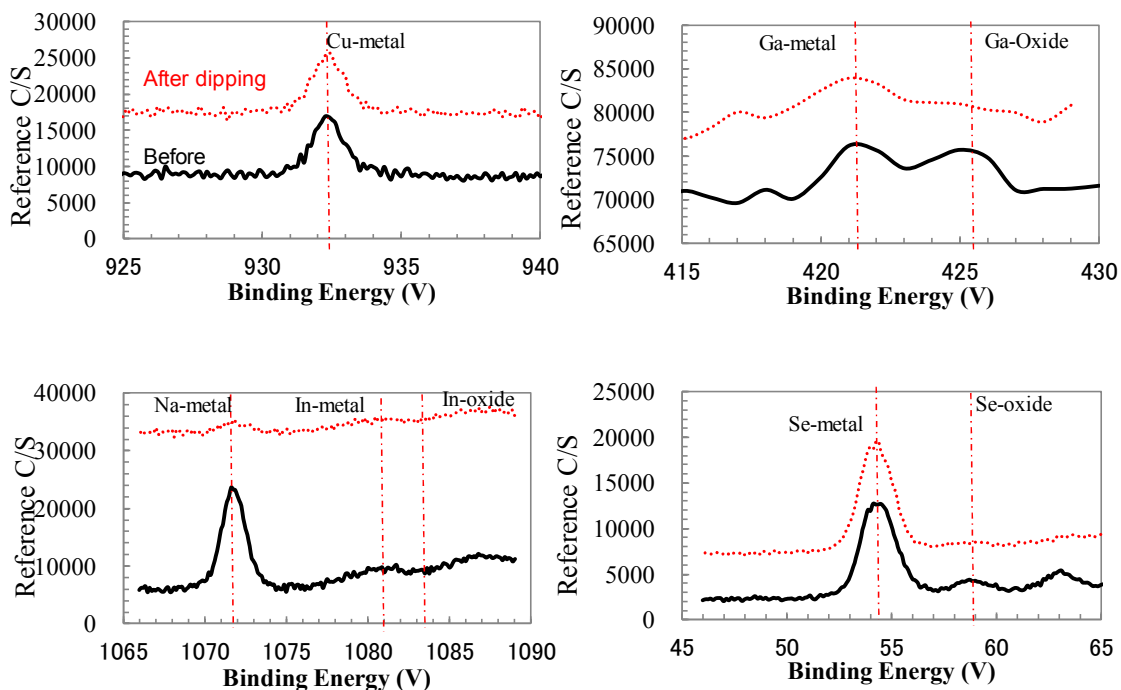 30000
25000
20000
15000
10000
5000
0
Reference C/S
Cu-metal
After dipping
Before
925 930 935 940
Binding Energy (V)
90000
85000
80000
75000
70000
65000
Reference C/S
Ga-metal Ga-Oxide
415 420 425 430
Binding Energy (V)
40000
30000
20000
10000
0
Reference C/S
Na-metal In-metal In-oxide
1065 1070 1075 1080 1085 1090
Binding Energy (V)
25000
20000
15000
10000
5000
0
Reference C/S
Se-metal Se-oxide
45 50 55 60 65
Binding Energy (V)